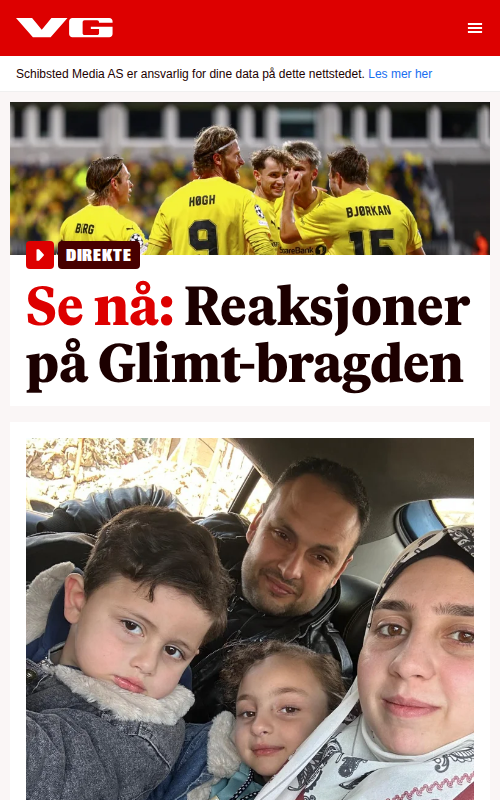 VG
Schibsted Media AS er ansvarlig for dine data på dette nettstedet. Les mer her
HØGH
BJØRKAN
9
15
DIREKTE
Se nå: Reaksjoner
på Glimt-bragden